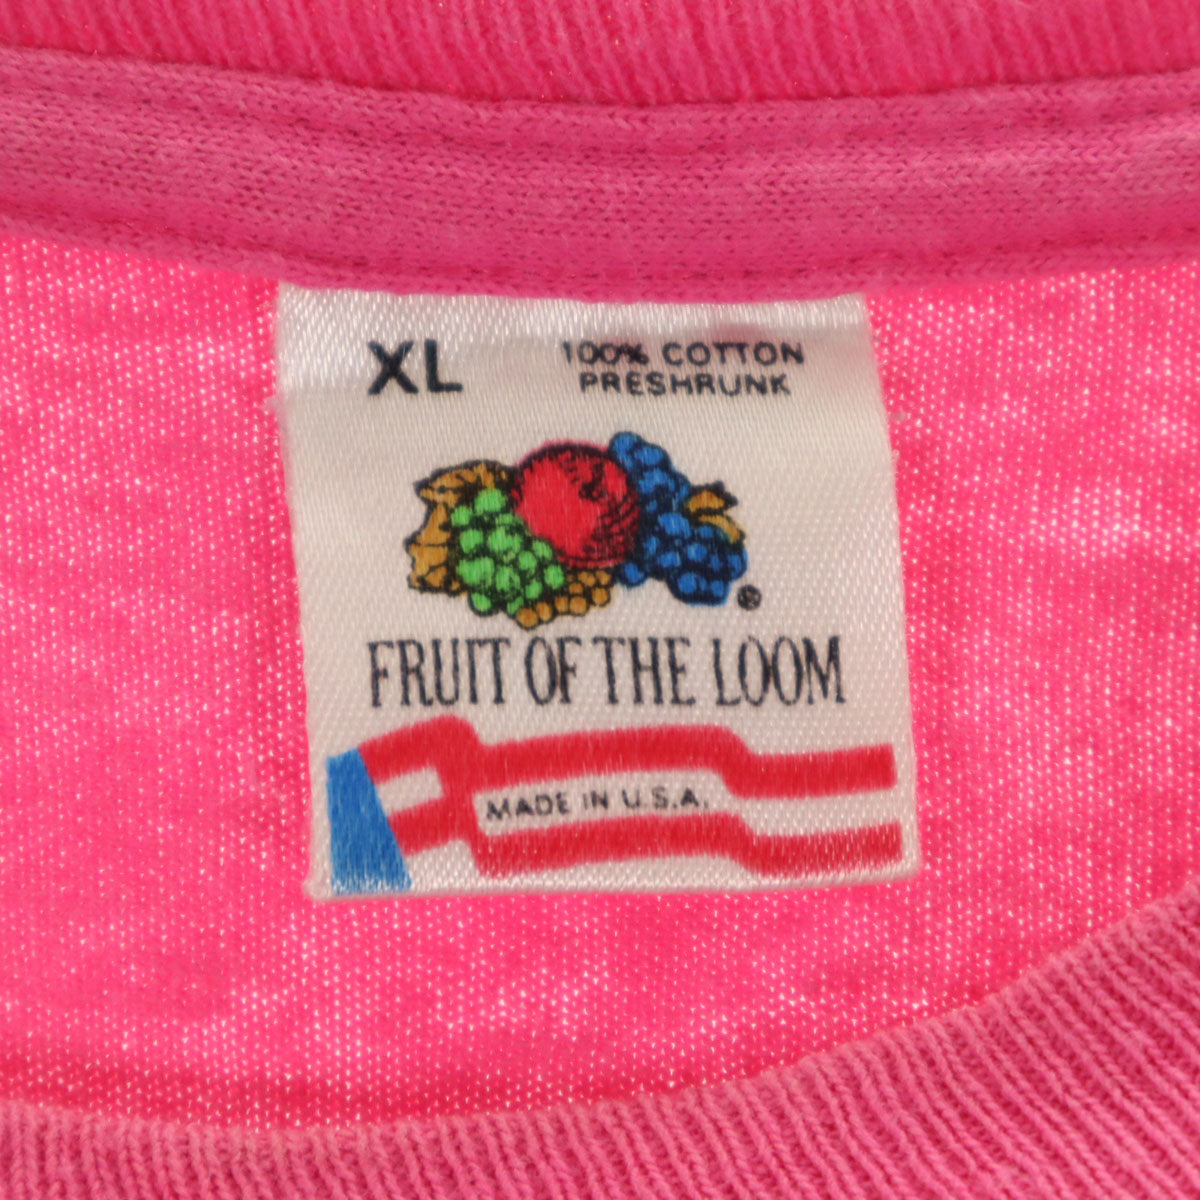 XL
100% COTTON
PRESHRUNK
®
FRUIT OF THE LOOM
MADE IN U.S.A.